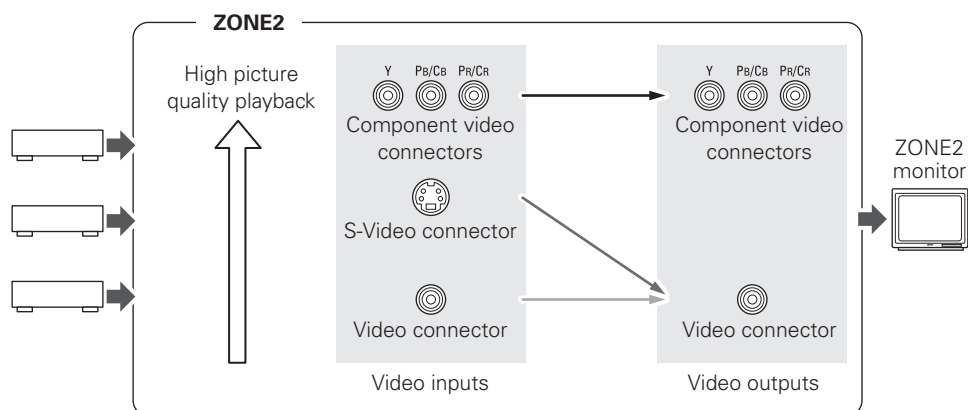 ZONE2
High picture
quality playback
Y PB/CB PR/CR
Component video
connectors
S-Video connector
Video connector
Video inputs
Y PB/CB PR/CR
Component video
connectors
Video connector
Video outputs
ZONE2
monitor